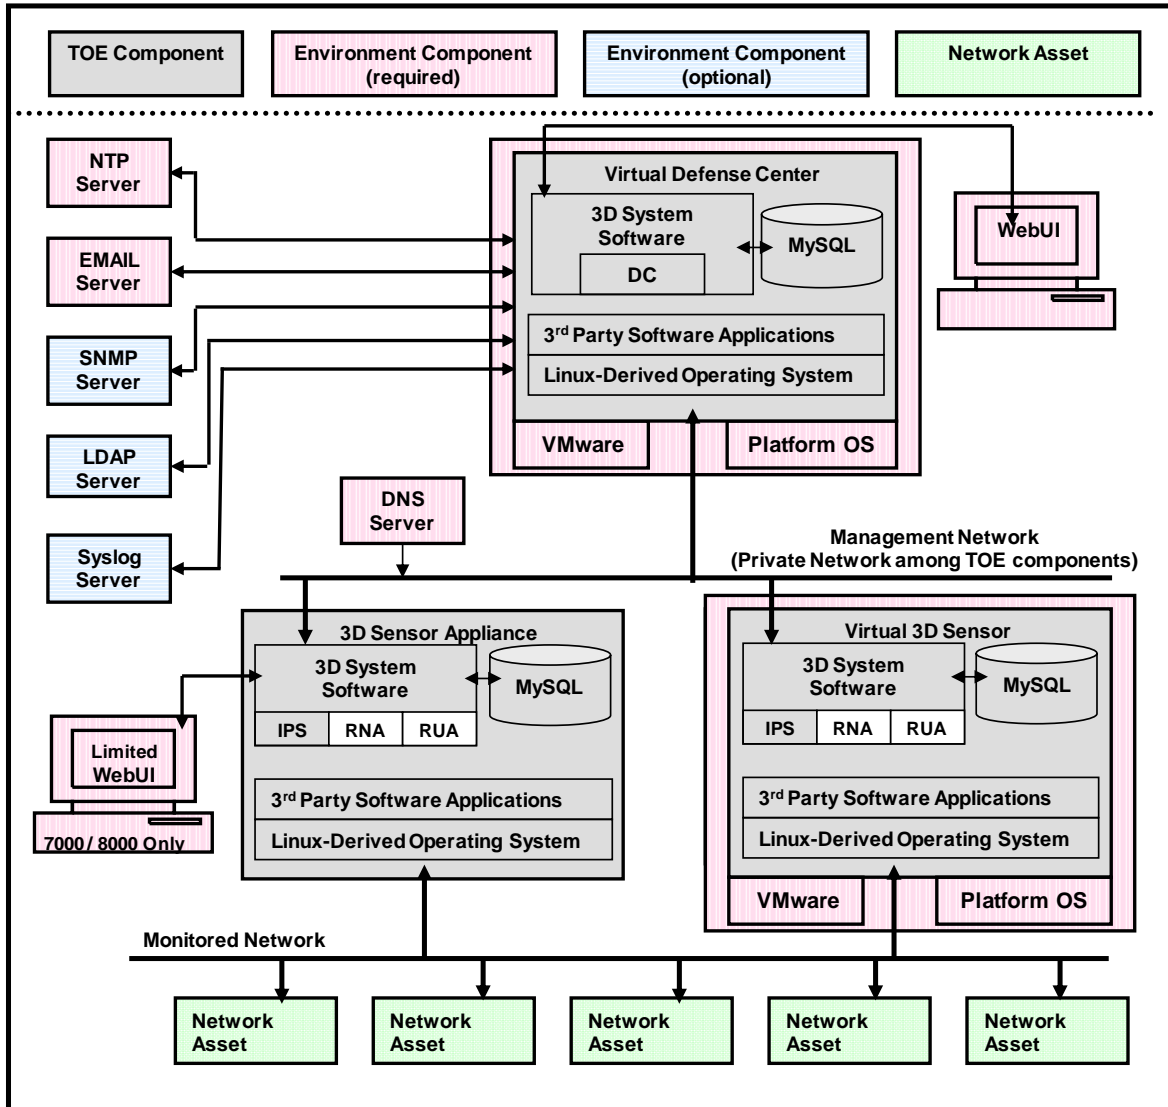 TOE Component
Environment Component
(required)
Environment Component
(optional)
Network Asset
NTP
Server
EMAIL
Server
SNMP
Server
LDAP
Server
Syslog
Server
Virtual Defense Center
3D System
Software
DC
MySQL
3rd Party Software Applications
Linux-Derived Operating System
VMware
Platform OS
WebUI
DNS
Server
Management Network
(Private Network among TOE components)
3D Sensor Appliance
3D System
Software
IPS
RNA
RUA
MySQL
3rd Party Software Applications
Linux-Derived Operating System
Limited
WebUI
7000 / 8000 Only
Virtual 3D Sensor
3D System
Software
IPS
RNA
RUA
MySQL
3rd Party Software Applications
Linux-Derived Operating System
VMware
Platform OS
Monitored Network
Network
Asset
Network
Asset
Network
Asset
Network
Asset
Network
Asset